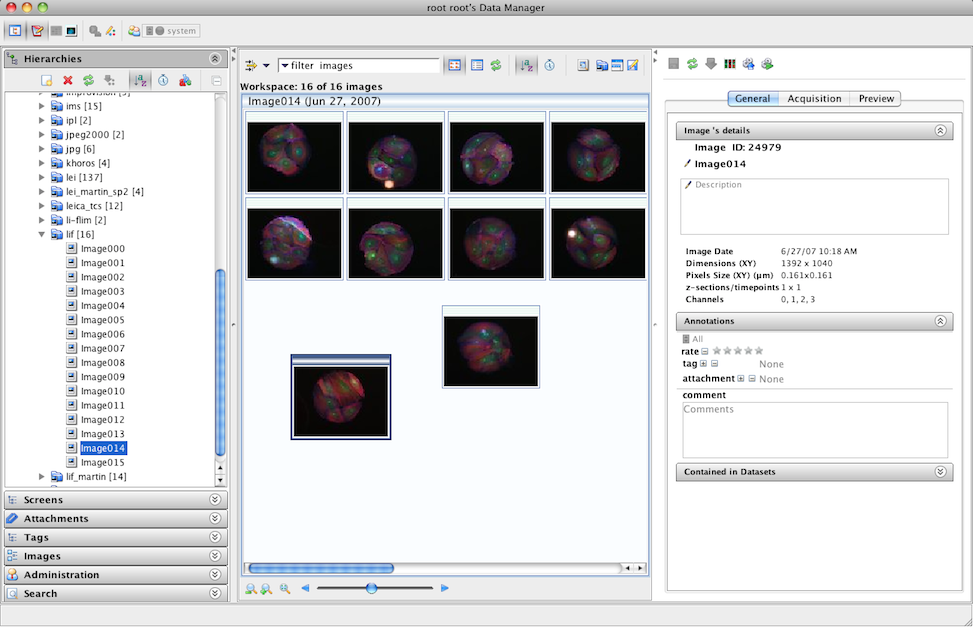 root root's Data Manager
system
Hierarchies
improvision [3]
ims [15]
ipl [2]
jpeg2000 [2]
jpg [6]
khoros [4]
lei [137]
lei_martin_sp2 [4]
leica_tcs [12]
li-flim [2]
lif [16]
Image000
Image001
Image002
Image003
Image004
Image005
Image006
Image007
Image008
Image009
Image010
Image011
Image012
Image013
Image014
Image015
lif_martin [14]
Screens
Attachments
Tags
Images
Administration
Search
filter images
Workspace: 16 of 16 images
Image014 (Jun 27, 2007)
General Acquisition Preview
Image 's details
Image ID: 24979
Image014
Description
Image Date 6/27/07 10:18 AM
Dimensions (XY) 1392 x 1040
Pixels Size (XY) (µm) 0.161x0.161
z-sections/timepoints 1 x 1
Channels 0, 1, 2, 3
Annotations
All
rate
tag None
attachment None
comment
Comments
Contained in Datasets